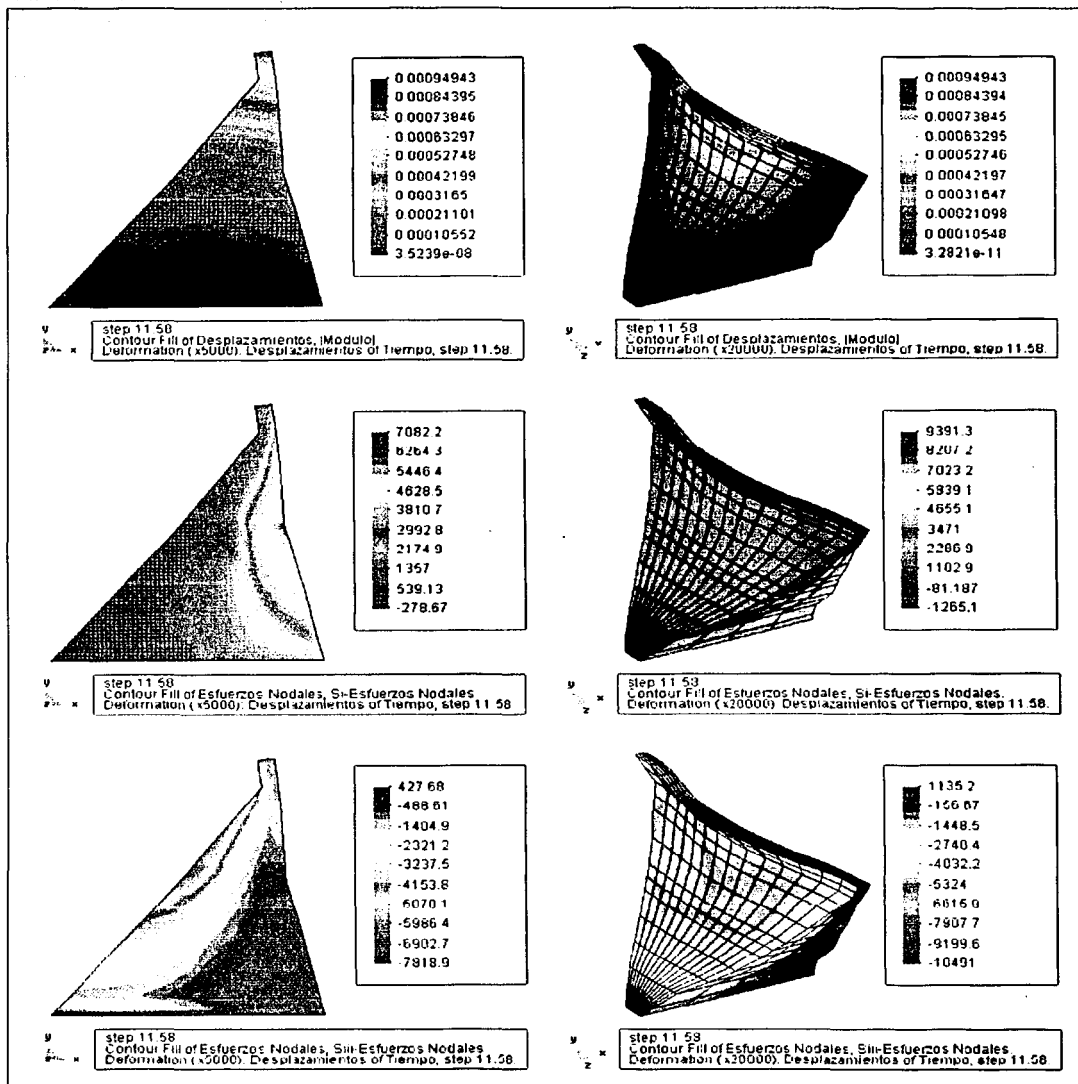 0.00094943
0.00084395
0.00073846
0.00063297
0.00052748
0.00042199
0.0003165
0.00021101
0.00010552
3.5239e-08
y
z x
step 11.58
Contour Fill of Desplazamientos, |Modulo|
Deformation ( x5000): Desplazamientos of Tiempo, step 11.58.
0.00094943
0.00084394
0.00073845
0.00063295
0.00052746
0.00042197
0.00031647
0.00021098
0.00010548
3.2821e-11
y
z x
step 11.58
Contour Fill of Desplazamientos, |Modulo|
Deformation ( x20000): Desplazamientos of Tiempo, step 11.58.
7082.2
6264.3
5446.4
4628.5
3810.7
2992.8
2174.9
1357
539.13
-278.67
y
z x
step 11.58
Contour Fill of Esfuerzos Nodales, Si-Esfuerzos Nodales
Deformation ( x5000): Desplazamientos of Tiempo, step 11.58
9391.3
8207.2
7023.2
5839.1
4655.1
3471
2286.9
1102.9
-81.187
-1265.1
y
z x
step 11.58
Contour Fill of Esfuerzos Nodales, Si-Esfuerzos Nodales.
Deformation ( x20000): Desplazamientos of Tiempo, step 11.58.
427.68
-488.61
-1404.9
-2321.2
-3237.5
-4153.8
-5070.1
-5986.4
-6902.7
-7818.9
y
z x
step 11.58
Contour Fill of Esfuerzos Nodales, Siii-Esfuerzos Nodales
Deformation ( x5000): Desplazamientos of Tiempo, step 11.58.
1135.2
-156.67
-1448.5
-2740.4
-4032.2
-5324
-6615.9
-7907.7
-9199.6
-10491
y
z x
step 11.58
Contour Fill of Esfuerzos Nodales, Siii-Esfuerzos Nodales.
Deformation ( x20000): Desplazamientos of Tiempo, step 11.58.